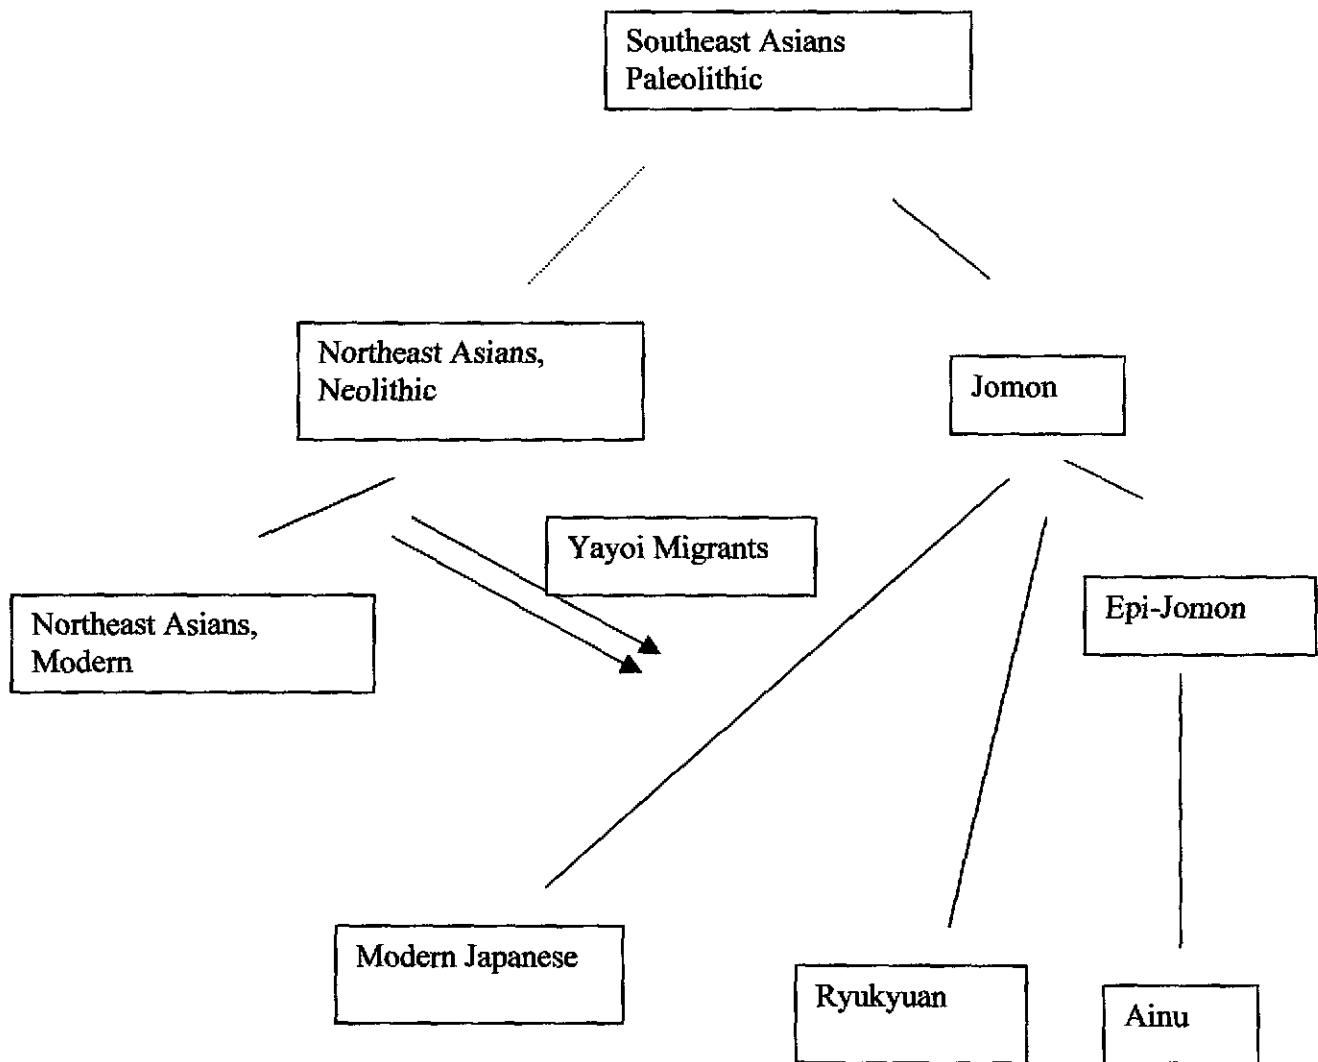 Southeast Asians
Paleolithic
Northeast Asians,
Neolithic
Jomon
Yayoi Migrants
Northeast Asians,
Modern
Epi-Jomon
Modern Japanese
Ryukyuan
Ainu